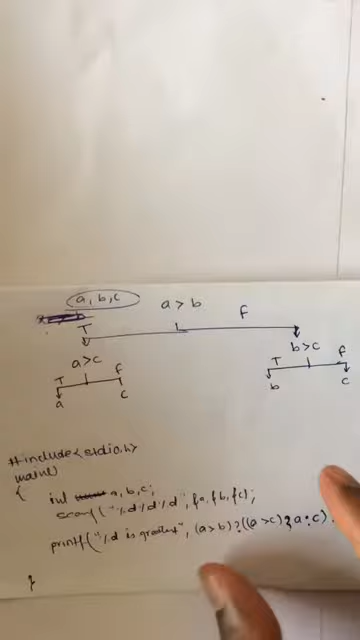 a, b, c
a > b
T F
a > c b > c
T F T F
a c b c
#include<stdio.h>
main()
{
int a, b, c;
scanf("%d%d%d", &a, &b, &c);
printf("%d is greatest", (a>b)?((a>c)?a:c)
}